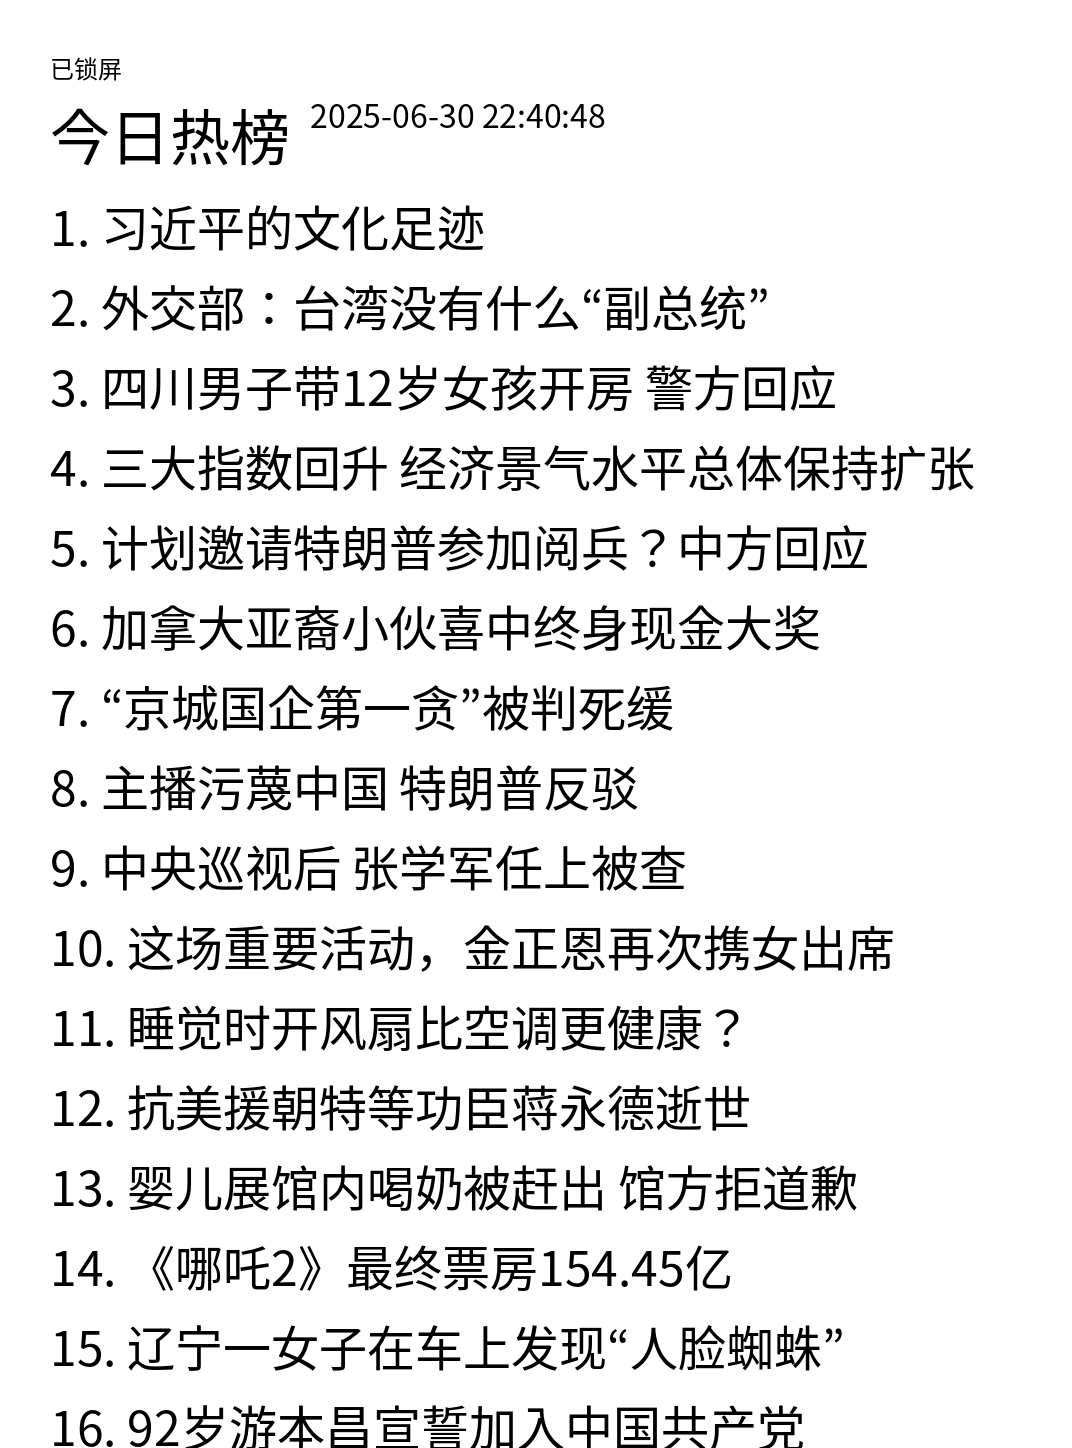 已锁屏
今日热榜 2025-06-30 22:40:48
1. 习近平的文化足迹
2. 外交部：台湾没有什么“副总统”
3. 四川男子带12岁女孩开房 警方回应
4. 三大指数回升 经济景气水平总体保持扩张
5. 计划邀请特朗普参加阅兵？中方回应
6. 加拿大亚裔小伙喜中终身现金大奖
7. “京城国企第一贪”被判死缓
8. 主播污蔑中国 特朗普反驳
9. 中央巡视后 张学军任上被查
10. 这场重要活动，金正恩再次携女出席
11. 睡觉时开风扇比空调更健康？
12. 抗美援朝特等功臣蒋永德逝世
13. 婴儿展馆内喝奶被赶出 馆方拒道歉
14. 《哪吒2》最终票房154.45亿
15. 辽宁一女子在车上发现“人脸蜘蛛”
16. 92岁游本昌宣誓加入中国共产党